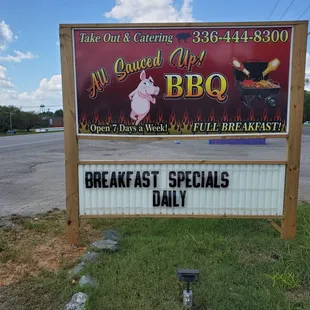 Take Out & Catering 336-444-8300
All Sauced Up!
BBQ
Open 7 Days a Week! FULL BREAKFAST!
BREAKFAST SPECIALS
DAILY